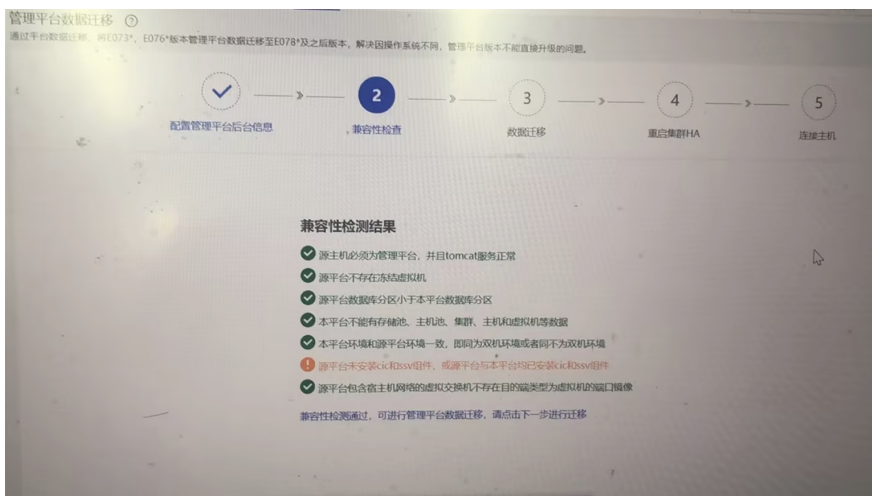 管理平台数据迁移 ?
通过平台数据迁移，将E073*，E076*版本管理平台数据迁移至E078*及之后版本，解决因操作系统不同，管理平台版本不能直接升级的问题。
2
3
4
5
配置管理平台后台信息
兼容性检查
数据迁移
重启集群HA
连接主机
兼容性检测结果
源主机必须为管理平台，并且tomcat服务正常
源平台不存在冻结虚拟机
源平台数据库分区小于本平台数据库分区
本平台不能有存储池、主机池、集群、主机和虚拟机等数据
本平台环境和源平台环境一致，即同为双机环境或者同不为双机环境
源平台未安装cic和ssv组件，或源平台与本平台均已安装cic和ssv组件
源平台包含宿主机网络的虚拟交换机不存在目的端类型为虚拟机的端口镜像
兼容性检测通过，可进行管理平台数据迁移，请点击下一步进行迁移